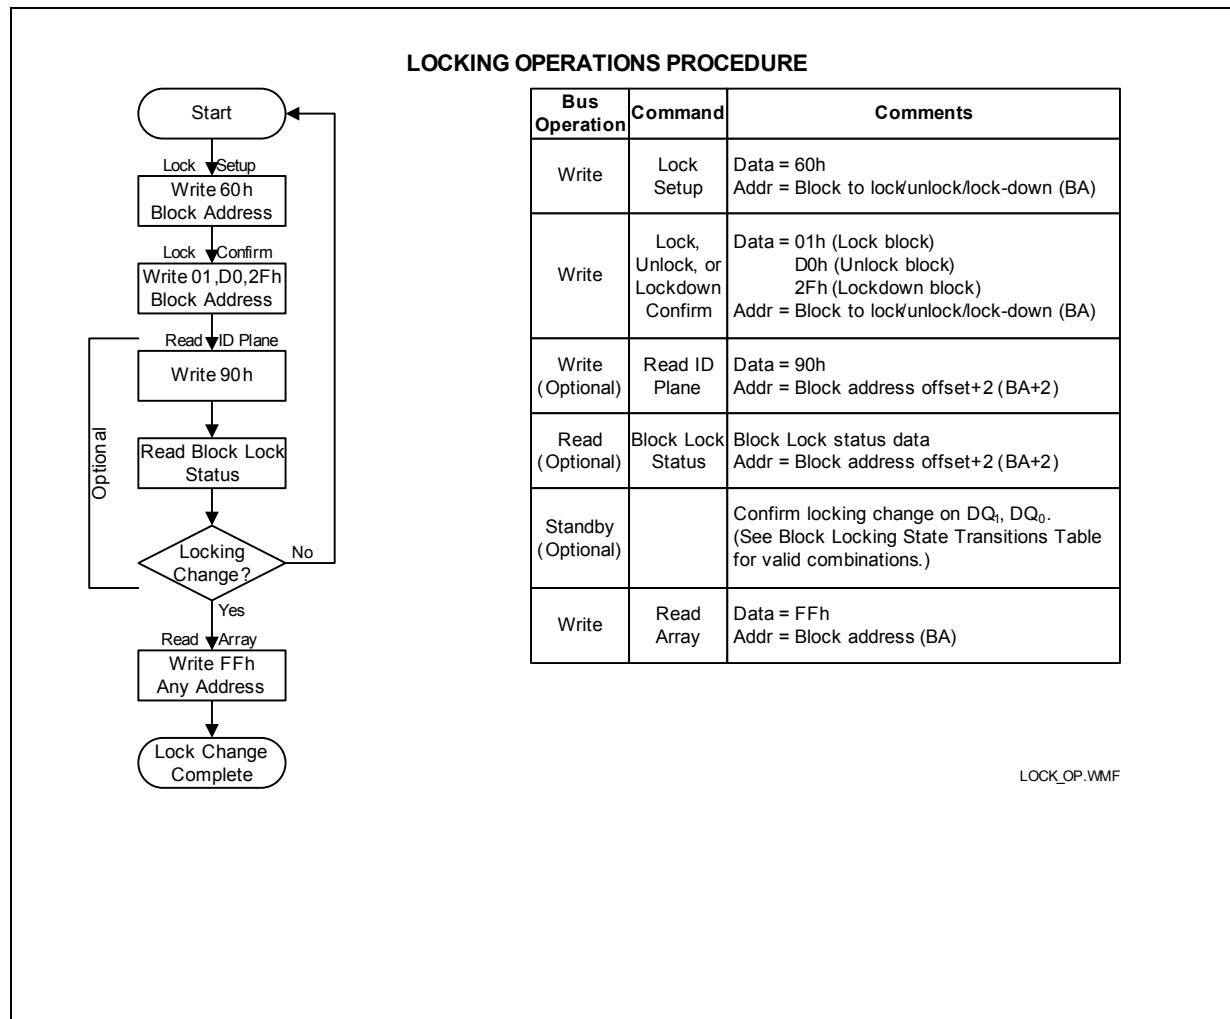 LOCKING OPERATIONS PROCEDURE
Start
Lock Setup
Write 60h
Block Address
Lock Confirm
Write 01,D0,2Fh
Block Address
Read ID Plane
Write 90h
Optional
Read Block Lock
Status
Locking
Change?
No
Yes
Read Array
Write FFh
Any Address
Lock Change
Complete
Bus
Operation
Command
Comments
Write
Lock
Setup
Data = 60h
Addr = Block to lock/unlock/lock-down (BA)
Write
Lock,
Unlock, or
Lockdown
Confirm
Data = 01h (Lock block)
D0h (Unlock block)
2Fh (Lockdown block)
Addr = Block to lock/unlock/lock-down (BA)
Write
(Optional)
Read ID
Plane
Data = 90h
Addr = Block address offset+2 (BA+2)
Read
(Optional)
Block Lock
Status
Block Lock status data
Addr = Block address offset+2 (BA+2)
Standby
(Optional)
Confirm locking change on DQ₁, DQ₀.
(See Block Locking State Transitions Table
for valid combinations.)
Write
Read
Array
Data = FFh
Addr = Block address (BA)
LOCK_OP.WMF